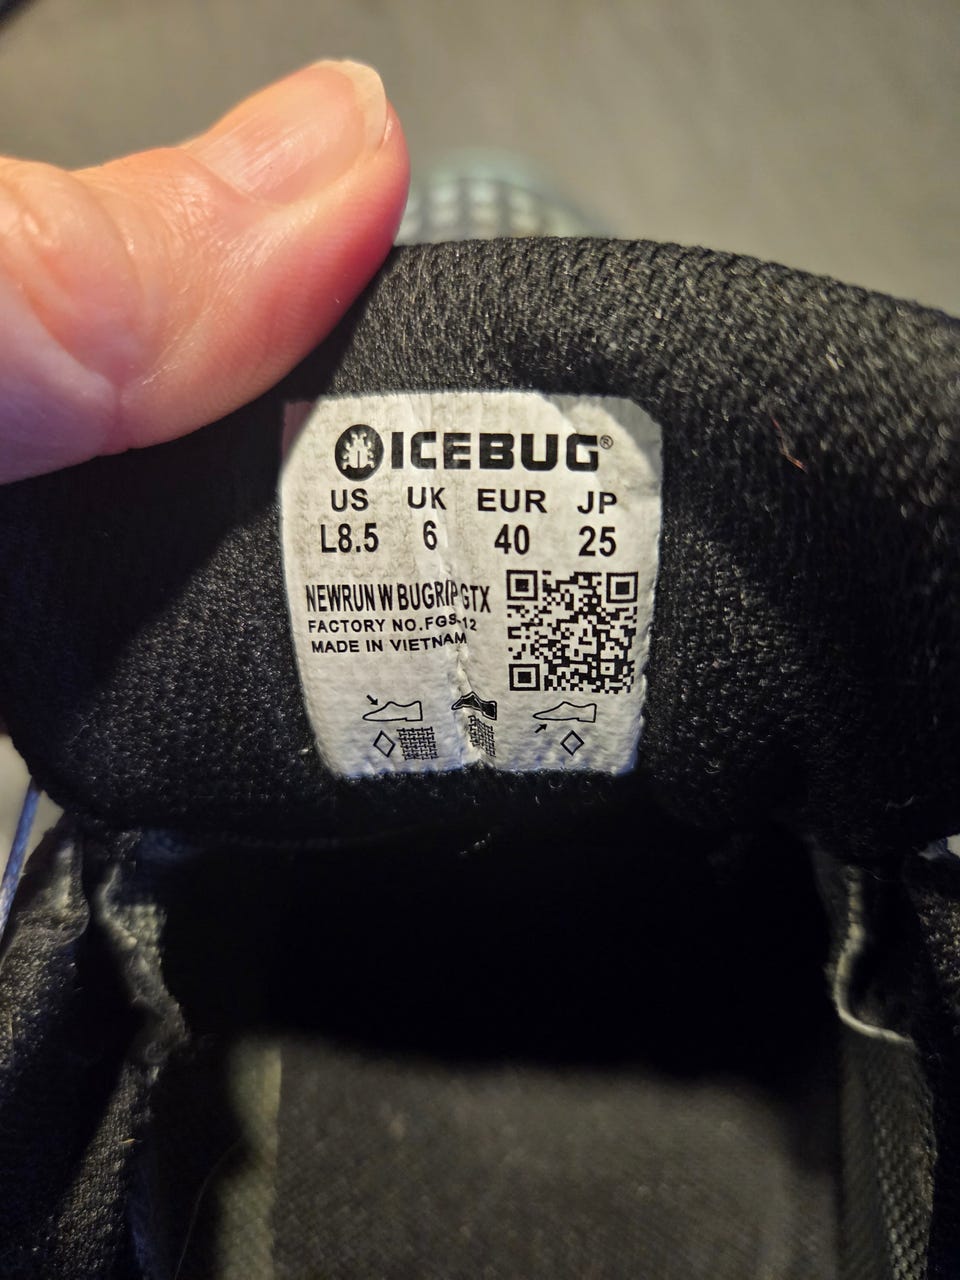 ICEBUG®
US UK EUR JP
L8.5 6 40 25
NEWRUN W BUGRIP GTX
FACTORY NO.FGS-12
MADE IN VIETNAM